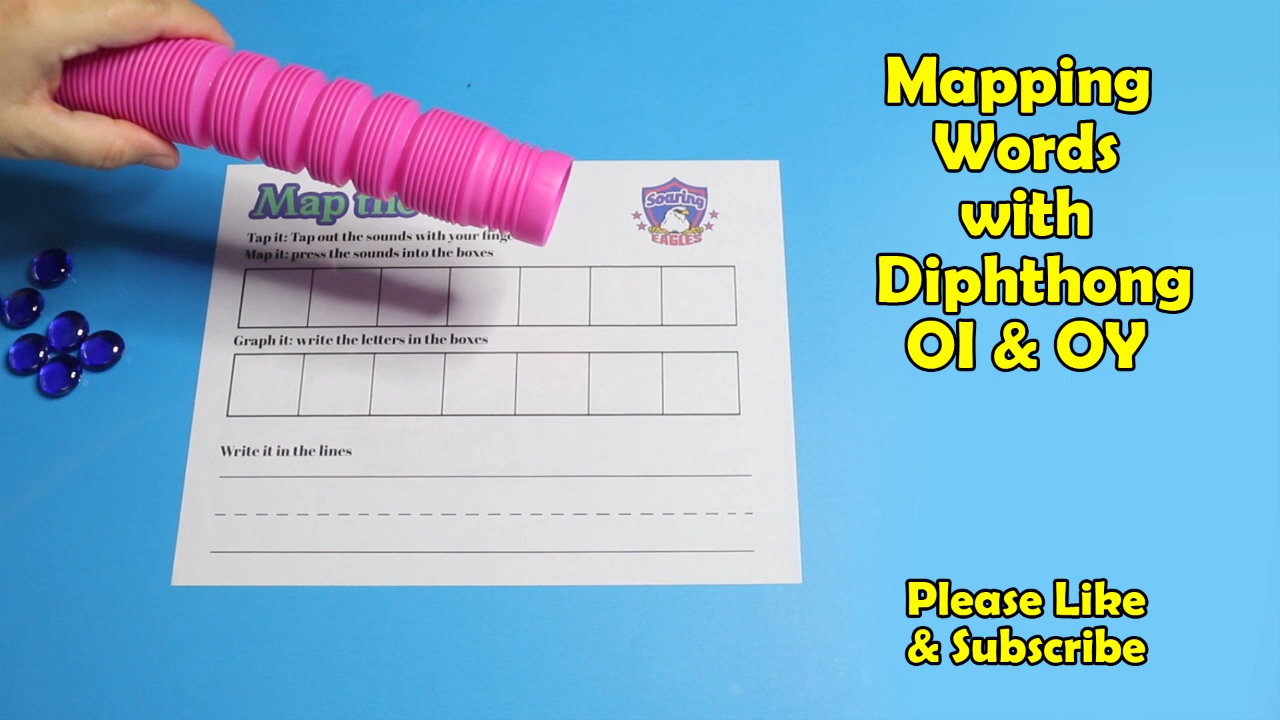 Mapping
Words
with
Diphthong
OI & OY
Map
Soaring
EAGLES
Tap it: Tap out the sounds with your
Map it: press the sounds into the boxes
Graph it: write the letters in the boxes
Write it in the lines
Please Like
& Subscribe